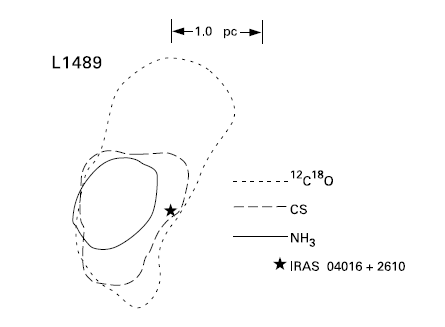 1.0 pc
L1489
¹²C¹⁸O
CS
NH₃
IRAS 04016 + 2610